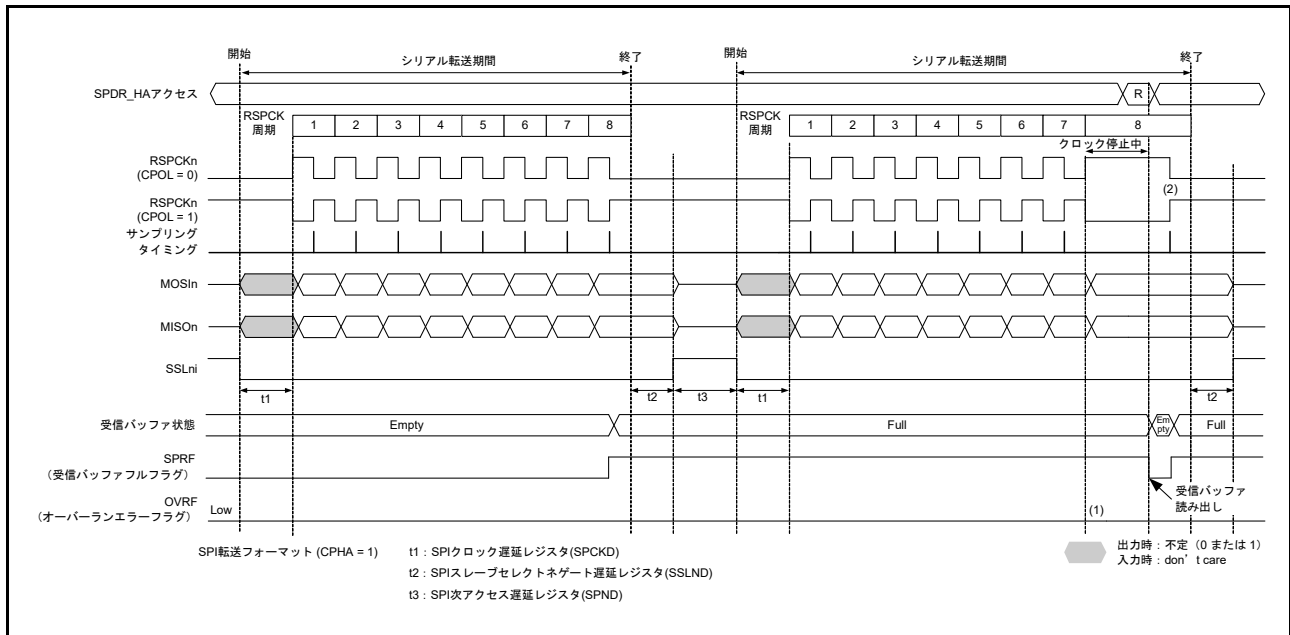 開始 シリアル転送期間 終了 開始 シリアル転送期間 終了
SPDR_HAアクセス R
RSPCK周期 1 2 3 4 5 6 7 8 RSPCK周期 1 2 3 4 5 6 7 8
クロック停止中
RSPCKn
(CPOL = 0)
(2)
RSPCKn
(CPOL = 1)
サンプリング
タイミング
MOSIn
MISOn
SSLni
t1 t2 t3 t1 t2
受信バッファ状態 Empty Full Empty Full
SPRF
(受信バッファフルフラグ)
受信バッファ
読み出し
OVRF
(オーバーランエラーフラグ)
Low (1)
SPI転送フォーマット (CPHA = 1) t1:SPIクロック遅延レジスタ(SPCKD)
t2:SPIスレーブセレクトネゲート遅延レジスタ(SSLND)
t3:SPI次アクセス遅延レジスタ(SPND)
出力時:不定(0 または 1)
入力時:don't care